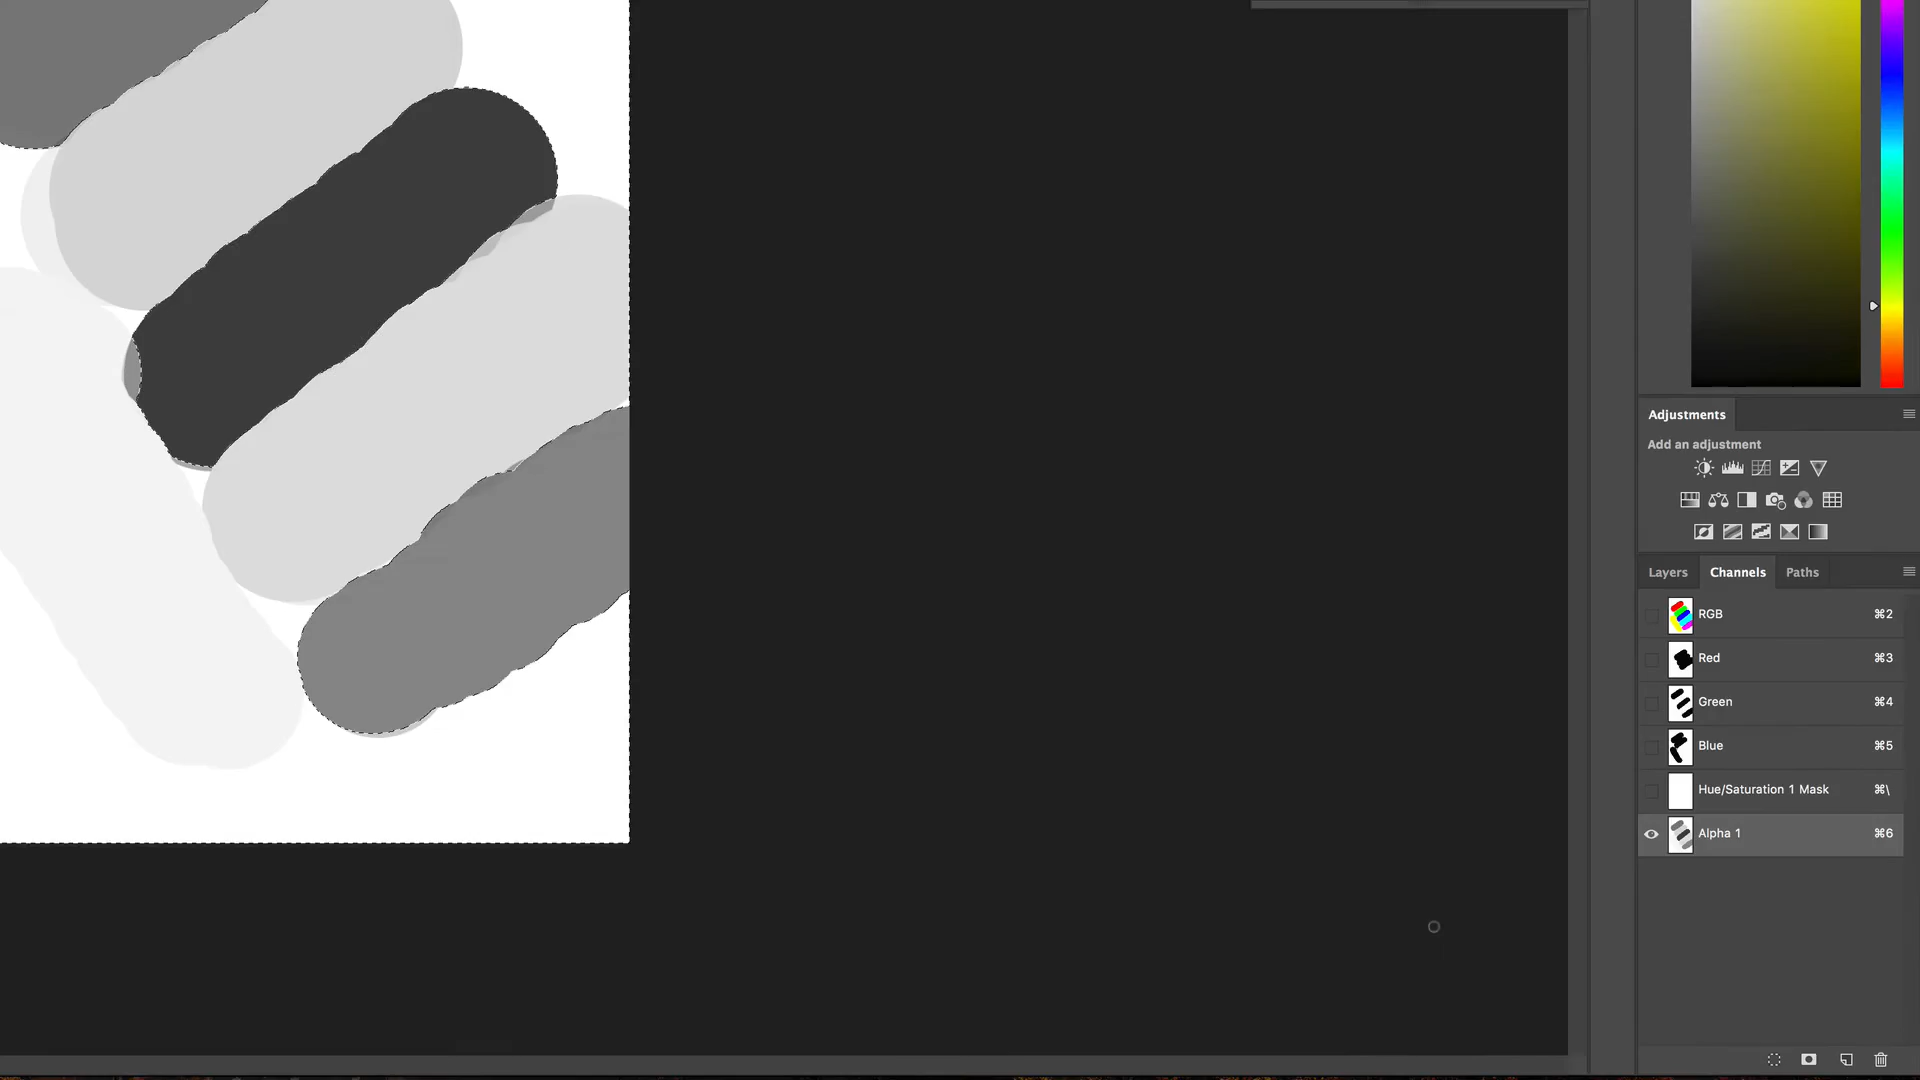 Adjustments
Add an adjustment
Layers Channels Paths
RGB ⌘2
Red ⌘3
Green ⌘4
Blue ⌘5
Hue/Saturation 1 Mask ⌘\
Alpha 1 ⌘6